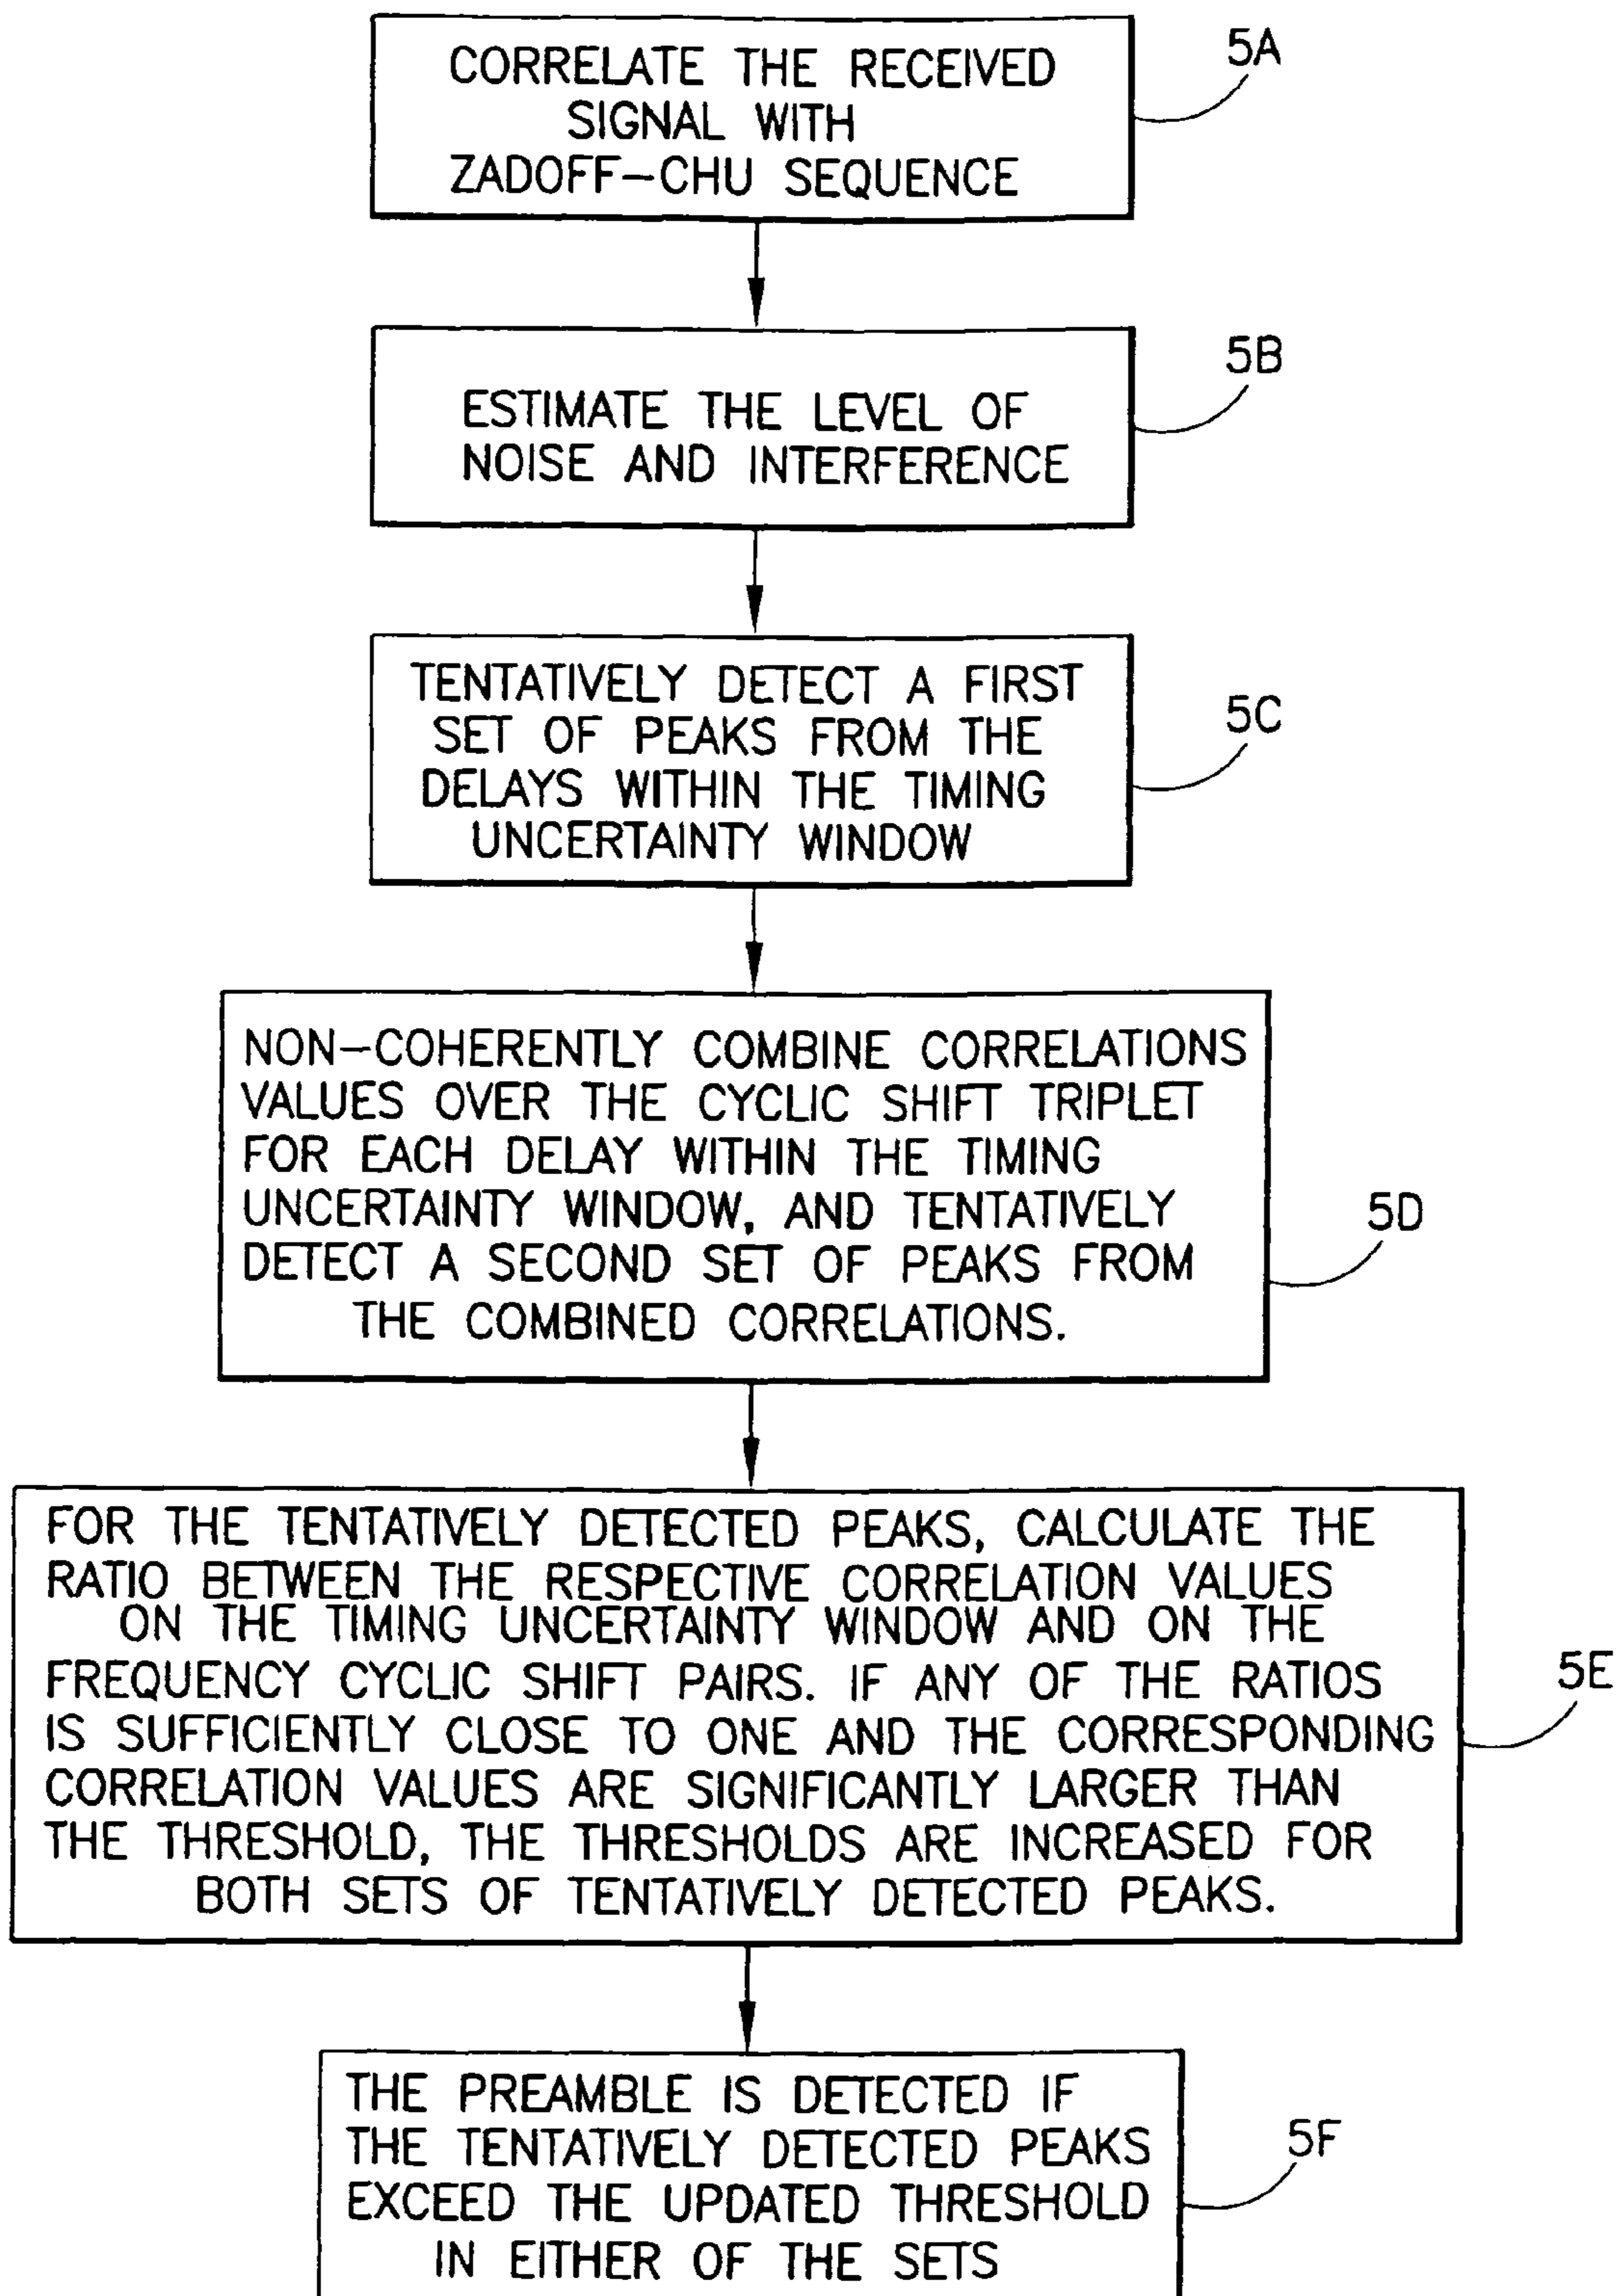 CORRELATE THE RECEIVED
SIGNAL WITH
ZADOFF-CHU SEQUENCE
5A
ESTIMATE THE LEVEL OF
NOISE AND INTERFERENCE
5B
TENTATIVELY DETECT A FIRST
SET OF PEAKS FROM THE
DELAYS WITHIN THE TIMING
UNCERTAINTY WINDOW
5C
NON-COHERENTLY COMBINE CORRELATIONS
VALUES OVER THE CYCLIC SHIFT TRIPLET
FOR EACH DELAY WITHIN THE TIMING
UNCERTAINTY WINDOW, AND TENTATIVELY
DETECT A SECOND SET OF PEAKS FROM
THE COMBINED CORRELATIONS.
5D
FOR THE TENTATIVELY DETECTED PEAKS, CALCULATE THE
RATIO BETWEEN THE RESPECTIVE CORRELATION VALUES
ON THE TIMING UNCERTAINTY WINDOW AND ON THE
FREQUENCY CYCLIC SHIFT PAIRS. IF ANY OF THE RATIOS
IS SUFFICIENTLY CLOSE TO ONE AND THE CORRESPONDING
CORRELATION VALUES ARE SIGNIFICANTLY LARGER THAN
THE THRESHOLD, THE THRESHOLDS ARE INCREASED FOR
BOTH SETS OF TENTATIVELY DETECTED PEAKS.
5E
THE PREAMBLE IS DETECTED IF
THE TENTATIVELY DETECTED PEAKS
EXCEED THE UPDATED THRESHOLD
IN EITHER OF THE SETS
5F